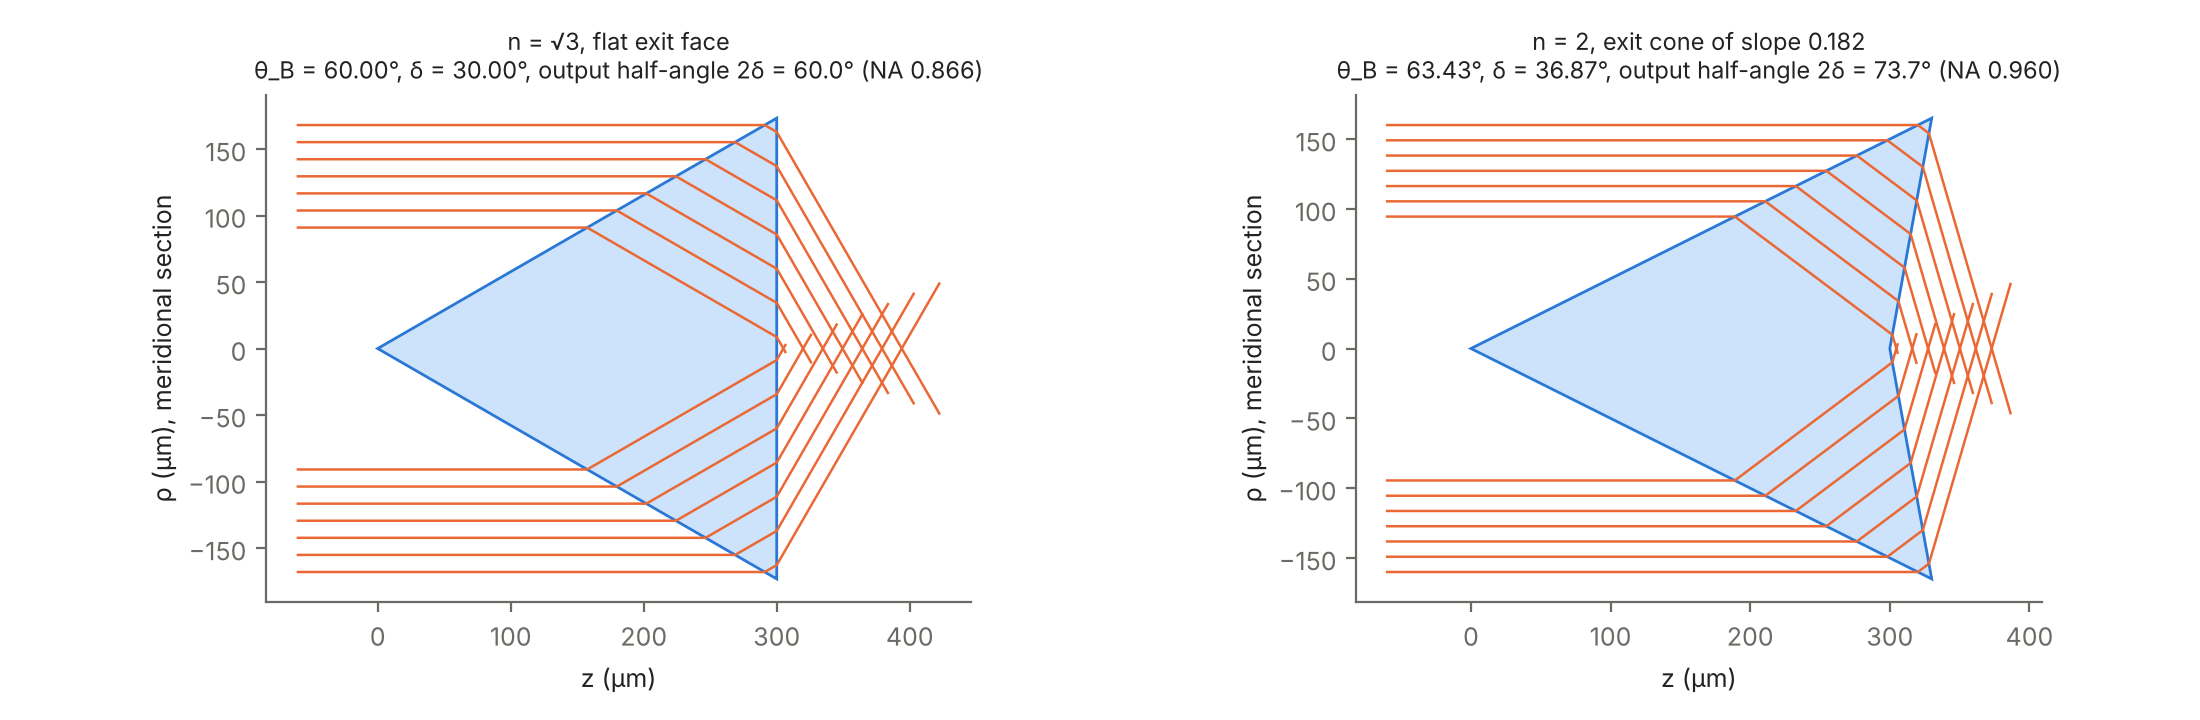 n = √3, flat exit face
θ_B = 60.00°, δ = 30.00°, output half-angle 2δ = 60.0° (NA 0.866)
150
100
50
0
−50
−100
−150
ρ (µm), meridional section
0 100 200 300 400
z (µm)
n = 2, exit cone of slope 0.182
θ_B = 63.43°, δ = 36.87°, output half-angle 2δ = 73.7° (NA 0.960)
150
100
50
0
−50
−100
−150
ρ (µm), meridional section
0 100 200 300 400
z (µm)